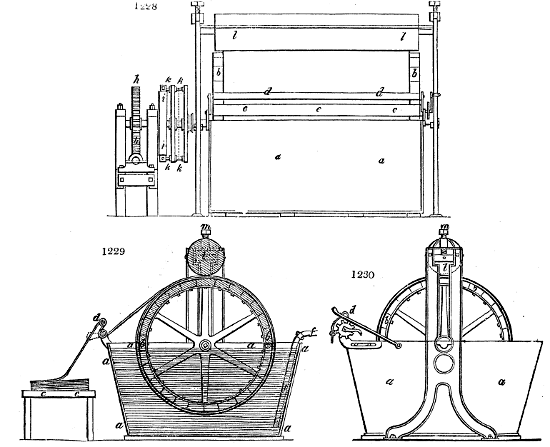 1228
l l
h k k
b b
d d
i e c c
i
k k
a a
m m
1229 1230
l l
d d
e
a a a a
a a
c c
a a a a